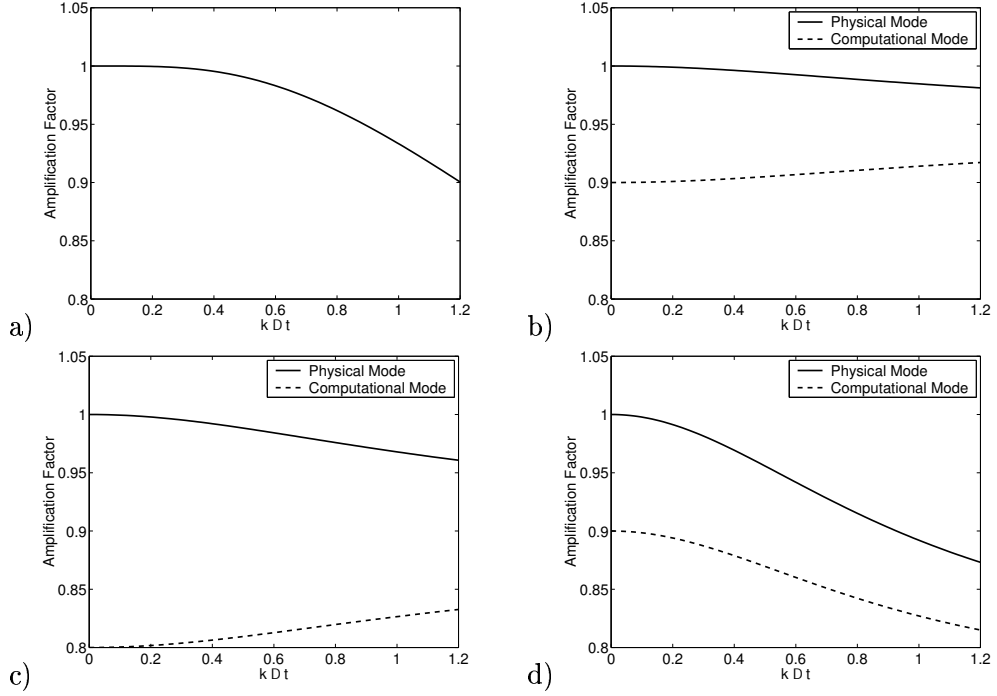 1.05
1
0.95
0.9
0.85
0.8
Amplification Factor
0 0.2 0.4 0.6 0.8 1 1.2
k D t
a)
Physical Mode
Computational Mode
1.05
1
0.95
0.9
0.85
0.8
Amplification Factor
0 0.2 0.4 0.6 0.8 1 1.2
k D t
b)
Physical Mode
Computational Mode
1.05
1
0.95
0.9
0.85
0.8
Amplification Factor
0 0.2 0.4 0.6 0.8 1 1.2
k D t
c)
Physical Mode
Computational Mode
1.05
1
0.95
0.9
0.85
0.8
Amplification Factor
0 0.2 0.4 0.6 0.8 1 1.2
k D t
d)